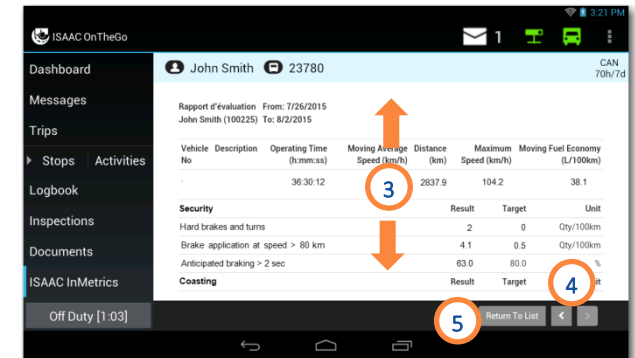 3:21 PM
ISAAC OnTheGo
1
Dashboard
Messages
Trips
Stops Activities
Logbook
Inspections
Documents
ISAAC InMetrics
Off Duty [1:03]
John Smith 23780
CAN
70h/7d
Rapport d'évaluation From: 7/26/2015
John Smith (100225) To: 8/2/2015
Vehicle Description Operating Time Moving Average Distance Maximum Moving Fuel Economy
No (h:mm:ss) Speed (km/h) (km) Speed (km/h) (L/100km)
. 36:30:12 2837.9 104.2 38.1
3
Security Result Target Unit
Hard brakes and turns 2 0 Qty/100km
Brake application at speed > 80 km 4.1 0.5 Qty/100km
Anticipated braking > 2 sec 63.0 80.0 %
Coasting Result Target
4
5
Return To List < >